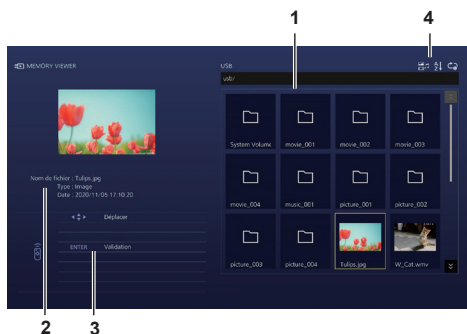 1
4
MEMORY VIEWER
USB
usb/
System Volume
movie_001
movie_002
movie_003
Nom de fichier : Tulips.jpg
Type : Image
Date : 2020/11/05 17:10:20
movie_004
music_001
picture_001
picture_002
Déplacer
ENTER
Validation
picture_003
picture_004
Tulips.jpg
W_Cat.wmv
2
3